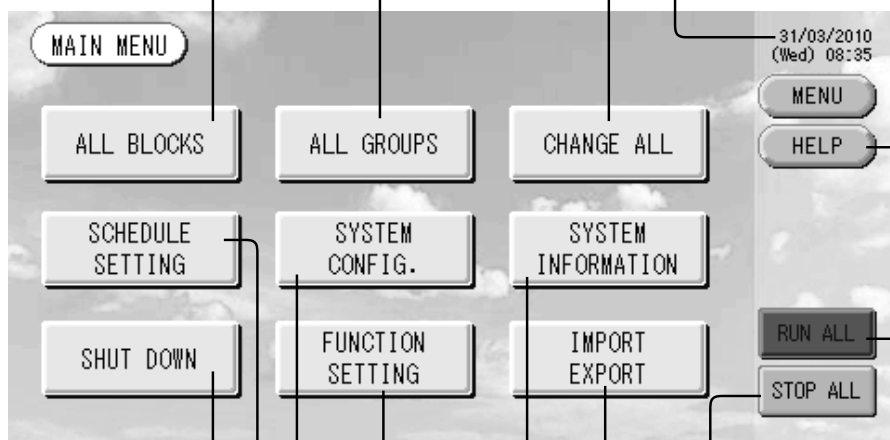 MAIN MENU
31/03/2010
(Wed) 08:35
MENU
HELP
ALL BLOCKS
ALL GROUPS
CHANGE ALL
SCHEDULE
SETTING
SYSTEM
CONFIG.
SYSTEM
INFORMATION
SHUT DOWN
FUNCTION
SETTING
IMPORT
EXPORT
RUN ALL
STOP ALL